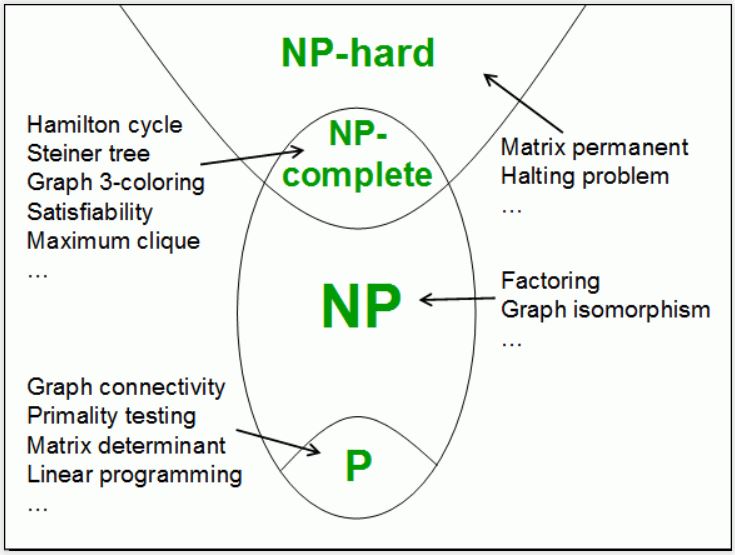 NP-hard
NP-
complete
Hamilton cycle
Steiner tree
Graph 3-coloring
Satisfiability
Maximum clique
...
Matrix permanent
Halting problem
...
NP
Factoring
Graph isomorphism
...
Graph connectivity
Primality testing
Matrix determinant
Linear programming
...
P